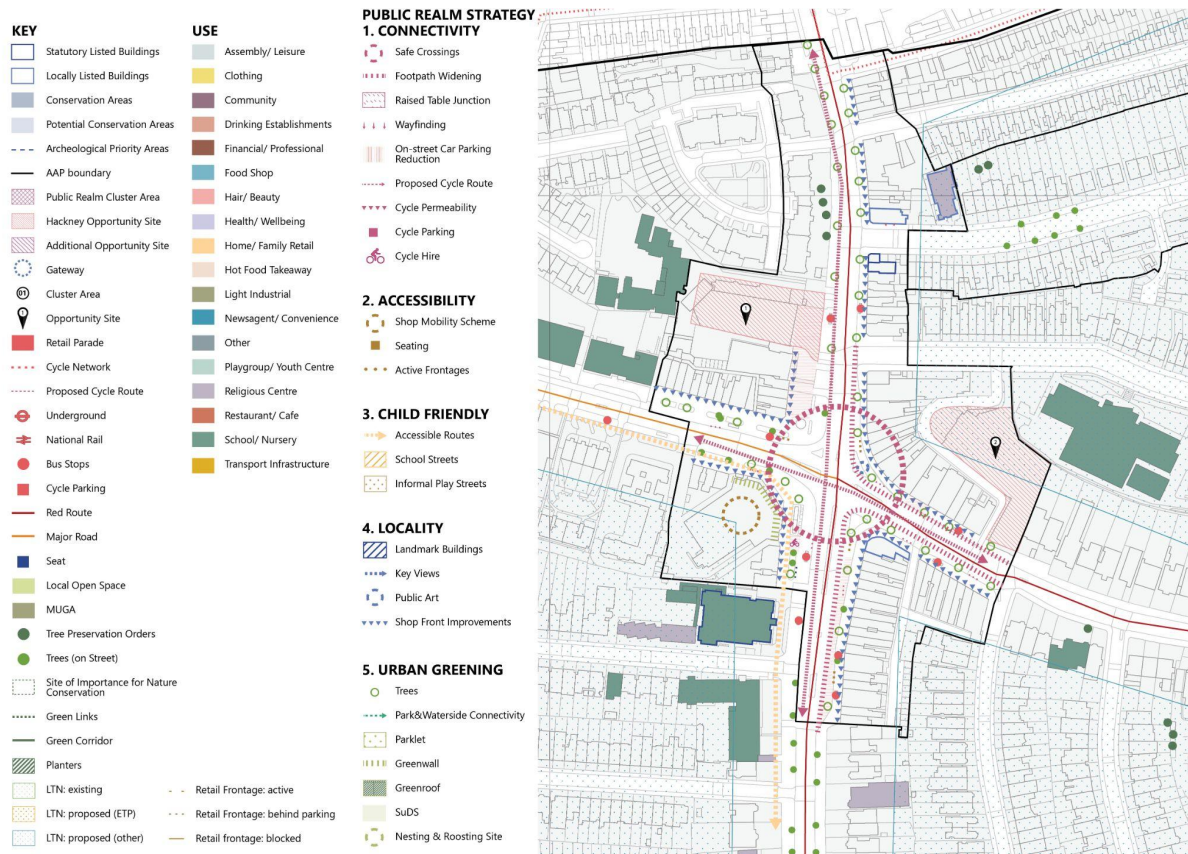 KEY
Statutory Listed Buildings
Locally Listed Buildings
Conservation Areas
Potential Conservation Areas
Archeological Priority Areas
AAP boundary
Public Realm Cluster Area
Hackney Opportunity Site
Additional Opportunity Site
Gateway
01
Cluster Area
1
Opportunity Site
Retail Parade
Cycle Network
Proposed Cycle Route
Underground
National Rail
Bus Stops
Cycle Parking
Red Route
Major Road
Seat
Local Open Space
MUGA
Tree Preservation Orders
Trees (on Street)
Site of Importance for Nature
Conservation
Green Links
Green Corridor
Planters
LTN: existing
LTN: proposed (ETP)
LTN: proposed (other)
Retail Frontage: active
Retail Frontage: behind parking
Retail frontage: blocked
USE
Assembly/ Leisure
Clothing
Community
Drinking Establishments
Financial/ Professional
Food Shop
Hair/ Beauty
Health/ Wellbeing
Home/ Family Retail
Hot Food Takeaway
Light Industrial
Newsagent/ Convenience
Other
Playgroup/ Youth Centre
Religious Centre
Restaurant/ Cafe
School/ Nursery
Transport Infrastructure
PUBLIC REALM STRATEGY
1. CONNECTIVITY
Safe Crossings
Footpath Widening
Raised Table Junction
Wayfinding
On-street Car Parking
Reduction
Proposed Cycle Route
Cycle Permeability
Cycle Parking
Cycle Hire
2. ACCESSIBILITY
Shop Mobility Scheme
Seating
Active Frontages
3. CHILD FRIENDLY
Accessible Routes
School Streets
Informal Play Streets
4. LOCALITY
Landmark Buildings
Key Views
Public Art
Shop Front Improvements
5. URBAN GREENING
Trees
Park&Waterside Connectivity
Parklet
Greenwall
Greenroof
SuDS
Nesting & Roosting Site
1
2